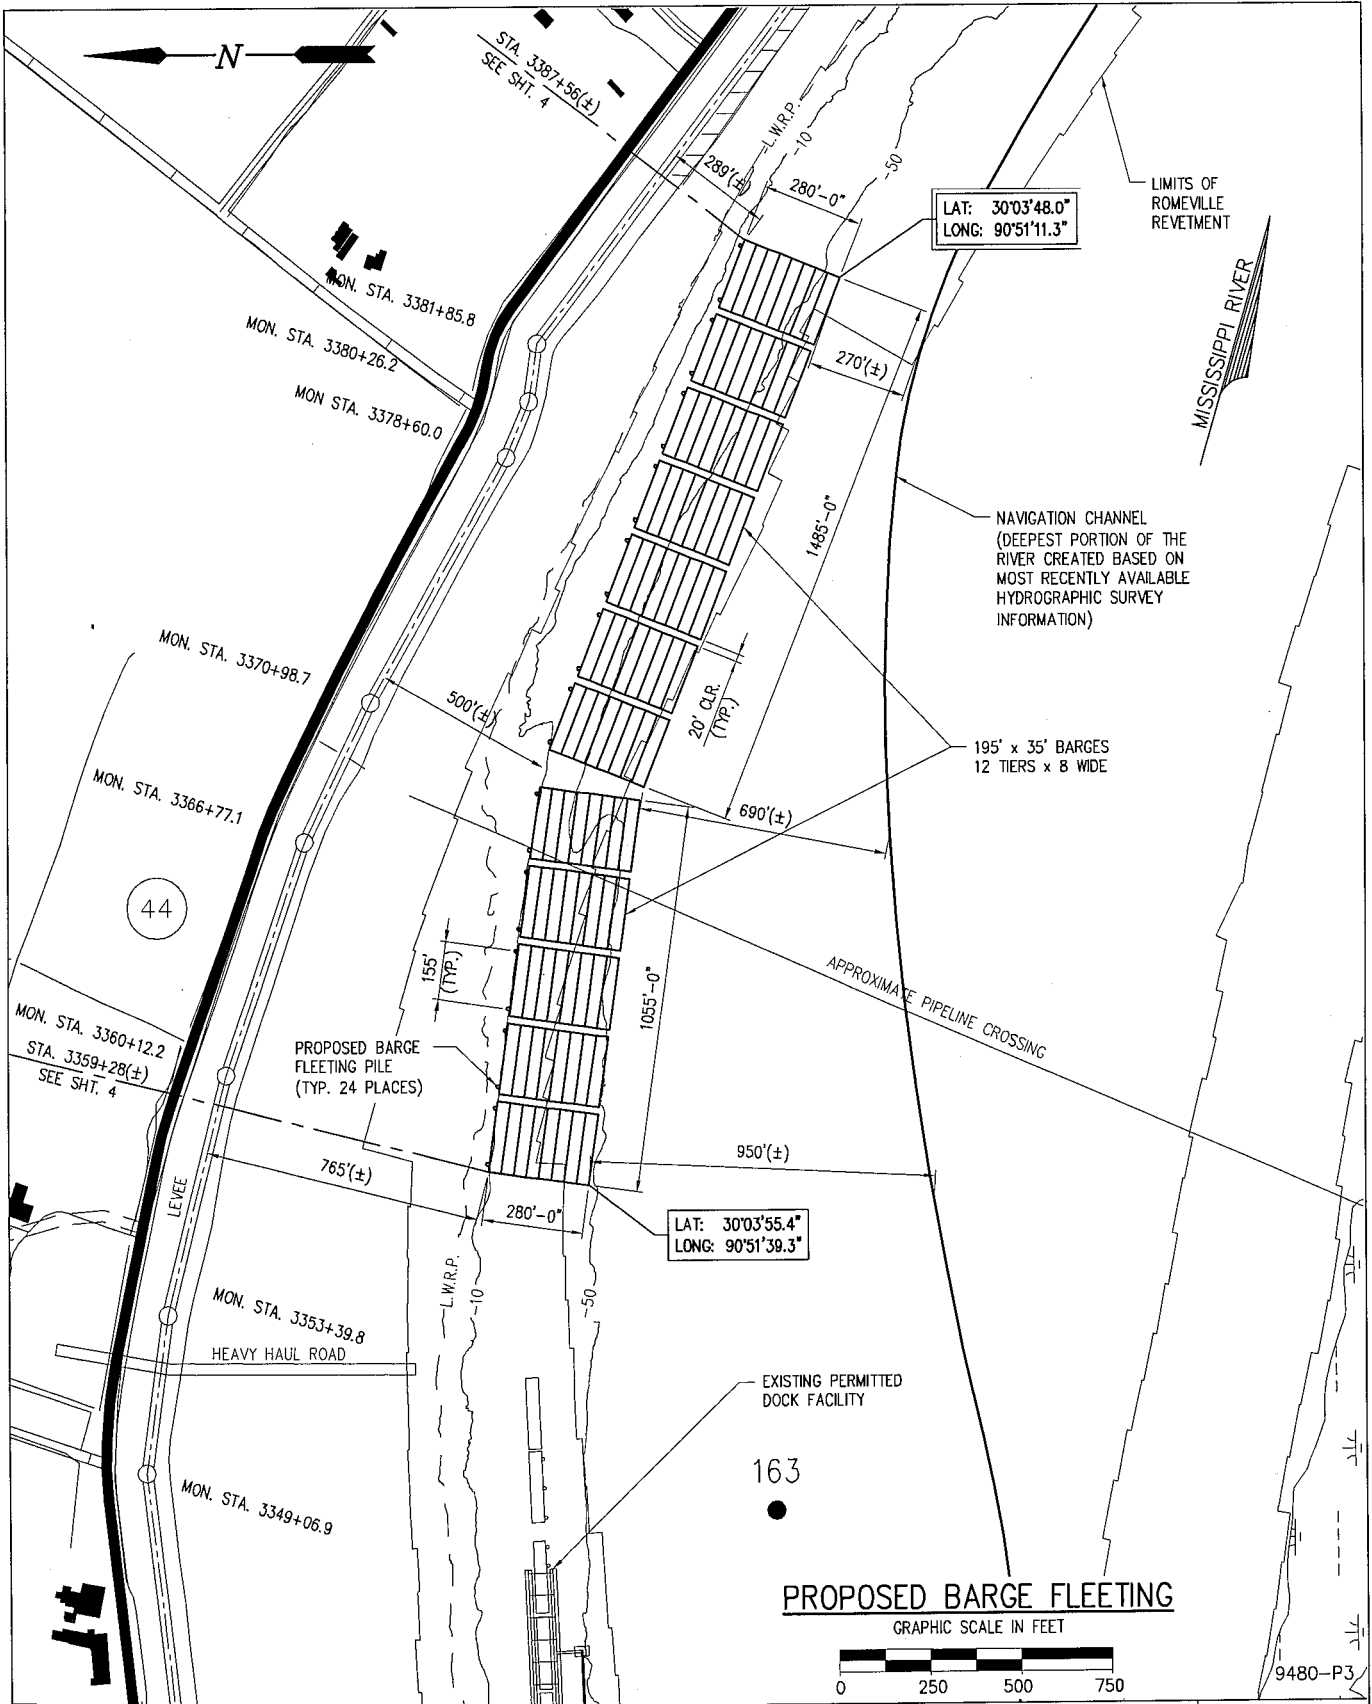 N
STA. 3387+56(±)
SEE SHT. 4
L.W.R.P.
-10
-50
289'(±)
280'-0"
LAT: 30°03'48.0"
LONG: 90°51'11.3"
LIMITS OF
ROMEVILLE
REVETMENT
MISSISSIPPI RIVER
MON. STA. 3381+85.8
MON. STA. 3380+26.2
MON STA. 3378+60.0
270'(±)
1485'-0"
NAVIGATION CHANNEL
(DEEPEST PORTION OF THE
RIVER CREATED BASED ON
MOST RECENTLY AVAILABLE
HYDROGRAPHIC SURVEY
INFORMATION)
MON. STA. 3370+98.7
500'(±)
20' CLR.
(TYP.)
195' x 35' BARGES
12 TIERS x 8 WIDE
MON. STA. 3366+77.1
690'(±)
44
155'
(TYP.)
1055'-0"
APPROXIMATE PIPELINE CROSSING
MON. STA. 3360+12.2
STA. 3359+28(±)
SEE SHT. 4
PROPOSED BARGE
FLEETING PILE
(TYP. 24 PLACES)
950'(±)
765'(±)
LEVEE
280'-0"
LAT: 30°03'55.4"
LONG: 90°51'39.3"
L.W.R.P.
-10
-50
MON. STA. 3353+39.8
HEAVY HAUL ROAD
EXISTING PERMITTED
DOCK FACILITY
163
MON. STA. 3349+06.9
PROPOSED BARGE FLEETING
GRAPHIC SCALE IN FEET
0 250 500 750
9480-P3